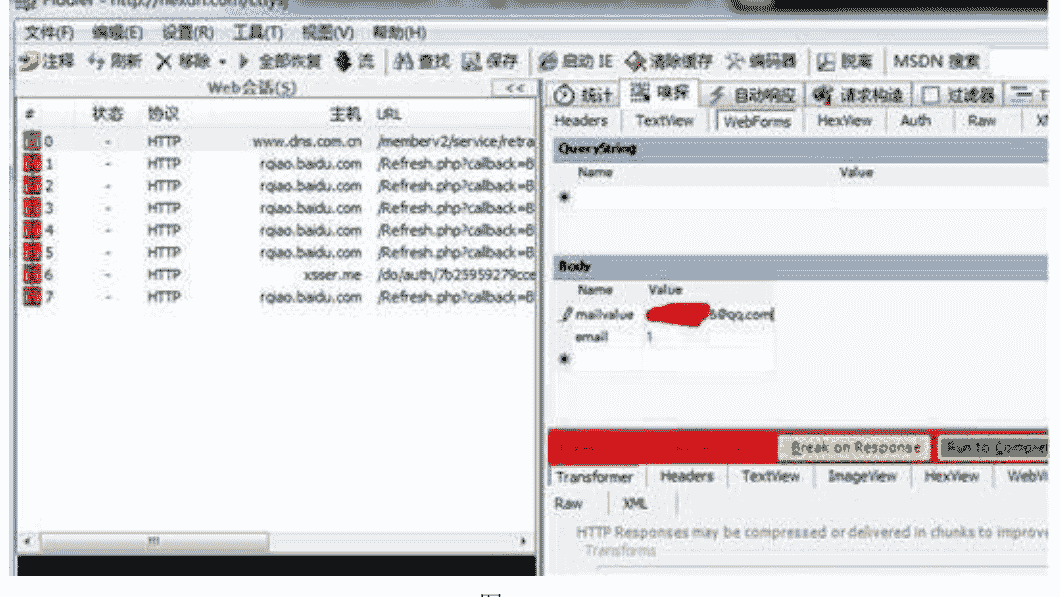 Fiddler - http://
文件(F) 编辑(E) 设置(R) 工具(T) 视图(V) 帮助(H)
注释 刷新 移除 全部恢复 流 查找 保存 启动 IE 清除缓存 编码器 脱离 MSDN 搜索
Web会话(S) <<
# 状态 协议 主机 URL
0 - HTTP www.dns.com.cn /memberv2/service/retra
1 - HTTP rqiao.baidu.com /Refresh.php?callback=B
2 - HTTP rqiao.baidu.com /Refresh.php?callback=B
3 - HTTP rqiao.baidu.com /Refresh.php?callback=B
4 - HTTP rqiao.baidu.com /Refresh.php?callback=B
5 - HTTP rqiao.baidu.com /Refresh.php?callback=B
6 - HTTP xsser.me /do/auth/7b25959279cce
7 - HTTP rqiao.baidu.com /Refresh.php?callback=B
统计 嗅探 自动响应 请求构造 过滤器 T
Headers TextView WebForms HexView Auth Raw
QueryString
Name Value
Body
Name Value
mailvalue 6@qq.com
email 1
Break on Response Run to Comple
Transformer Headers TextView ImageView HexView WebVi
Raw XML
HTTP Responses may be compressed or delivered in chunks to improve
Transforms